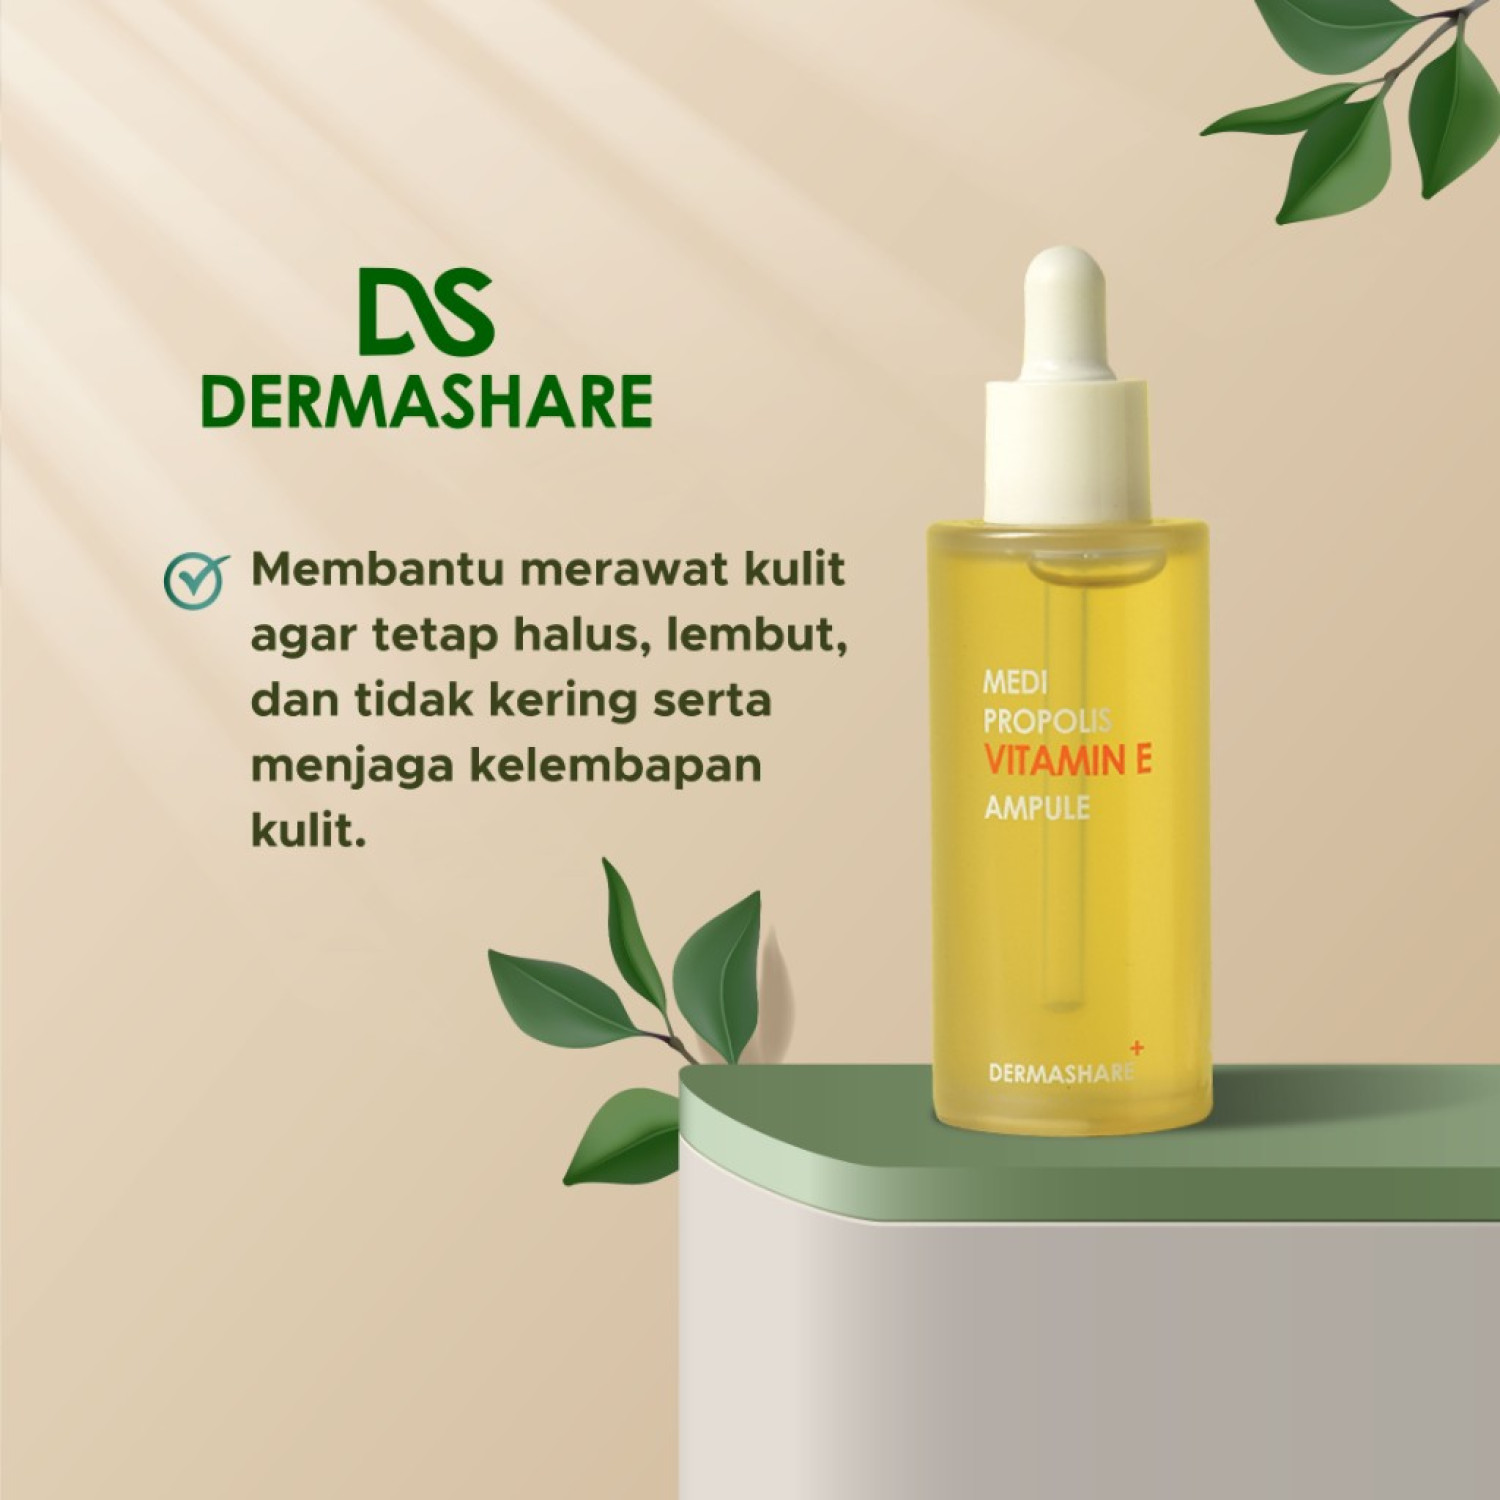 DS
DERMASHARE
Membantu merawat kulit
agar tetap halus, lembut,
dan tidak kering serta
menjaga kelembapan
kulit.
MEDI
PROPOLIS
VITAMIN E
AMPULE
DERMASHARE+